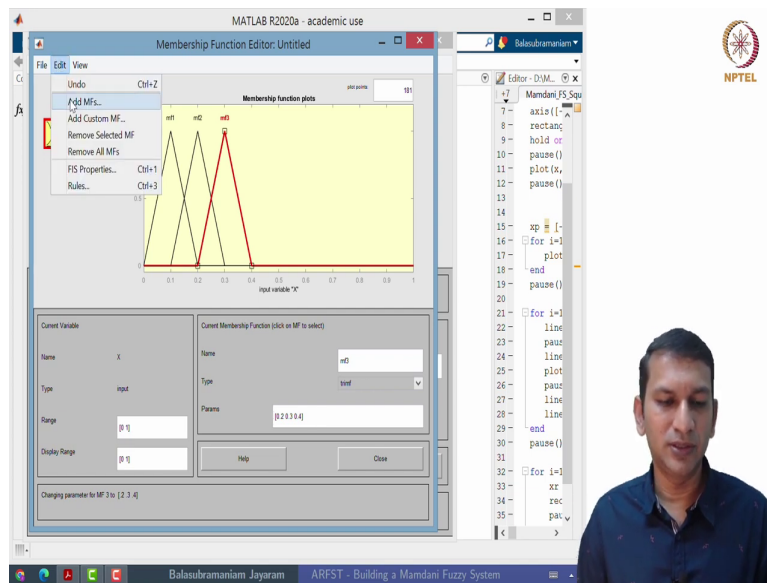 MATLAB R2020a - academic use
Membership Function Editor: Untitled
Balasubramaniam
NPTEL
File Edit View
Undo Ctrl+Z
Add MFs...
Add Custom MF...
Remove Selected MF
Remove All MFs
FIS Properties... Ctrl+1
Rules... Ctrl+3
fx
Membership function plots
plot points
181
mf1 mf2 mf3
0.5
0
0 0.1 0.2 0.3 0.4 0.5 0.6 0.7 0.8 0.9 1
input variable "X"
Current Variable
Name X
Type input
Range [0 1]
Display Range [0 1]
Current Membership Function (click on MF to select)
Name mf3
Type trimf
Params [0.2 0.3 0.4]
Help Close
Changing parameter for MF 3 to [.2 .3 .4]
Editor - D:\M...
+7 Mamdani_FS_Squ
7 - axis([-
8 - rectang
9 - hold on
10 - pause()
11 - plot(x,
12 - pause()
13
14
15 - xp = [-
16 - for i=1
17 - plot
18 - end
19 - pause()
20
21 - for i=1
22 - line
23 - paus
24 - line
25 - plot
26 - paus
27 - line
28 - line
29 - end
30 - pause()
31
32 - for i=1
33 - xr
34 - rec
35 - pau
Balasubramaniam Jayaram ARFST - Building a Mamdani Fuzzy System